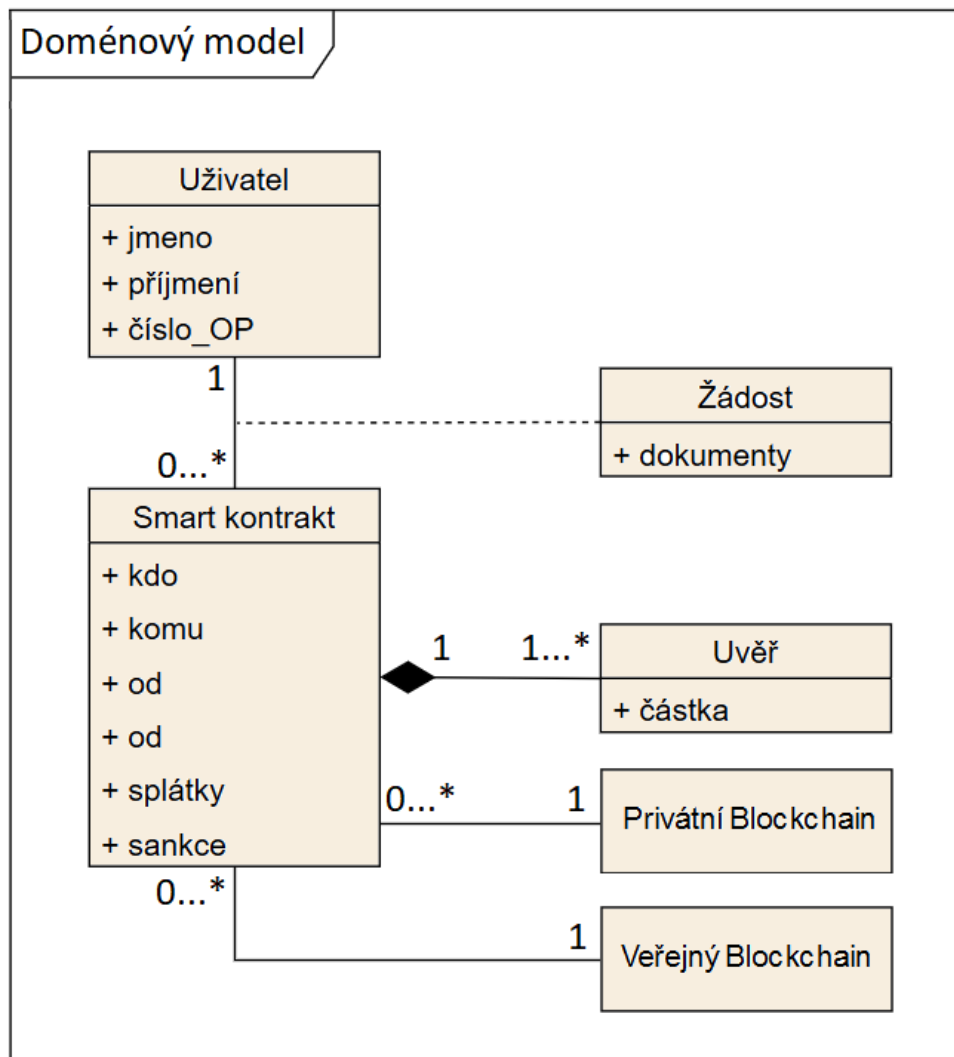 Doménový model
Uživatel
+ jmeno
+ příjmení
+ číslo_OP
1
0...*
Žádost
+ dokumenty
Smart kontrakt
+ kdo
+ komu
+ od
+ od
+ splátky
+ sankce
1
1...*
Uvěř
+ částka
0...*
1
Privátní Blockchain
0...*
1
Veřejný Blockchain